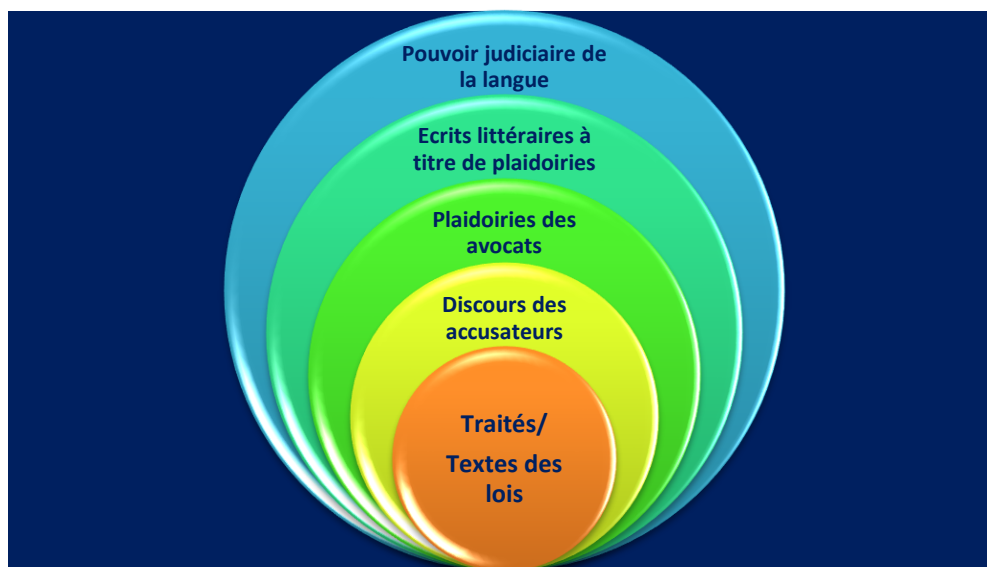 Pouvoir judiciaire de
la langue
Ecrits littéraires à
titre de plaidoiries
Plaidoiries des
avocats
Discours des
accusateurs
Traités/
Textes des
lois